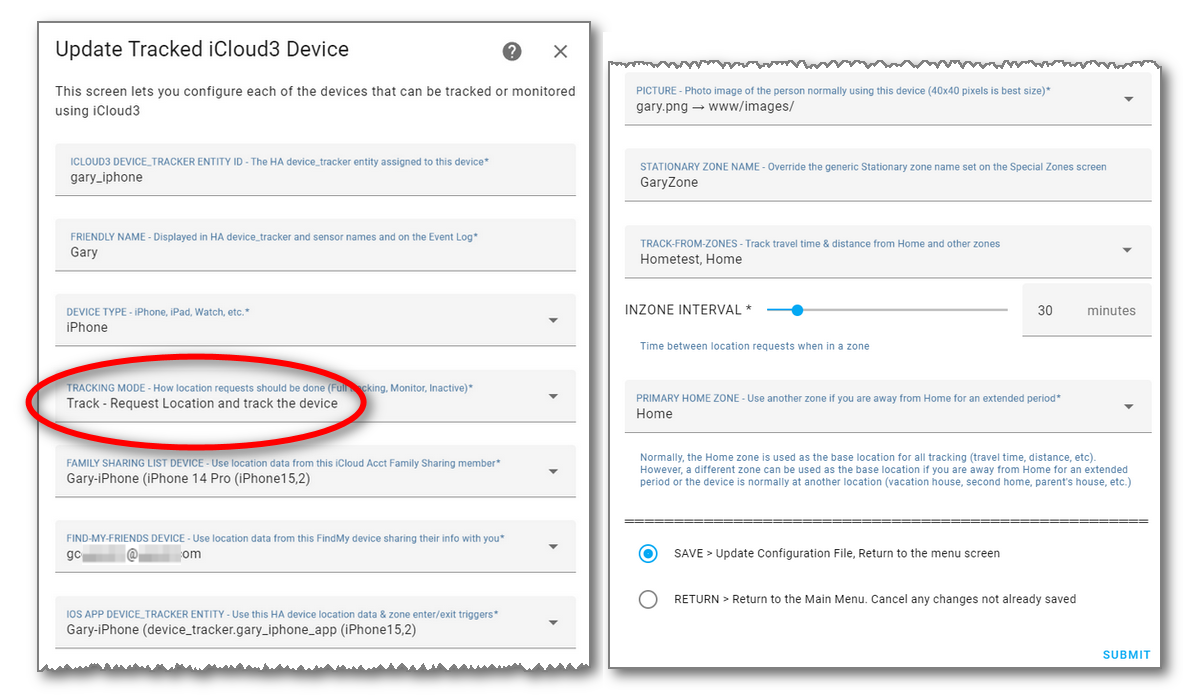 Update Tracked iCloud3 Device
This screen lets you configure each of the devices that can be tracked or monitored
using iCloud3
ICLOUD3 DEVICE_TRACKER ENTITY ID - The HA device_tracker entity assigned to this device*
gary_iphone
FRIENDLY NAME - Displayed in HA device_tracker and sensor names and on the Event Log*
Gary
DEVICE TYPE - iPhone, iPad, Watch, etc.*
iPhone
TRACKING MODE - How location requests should be done (Full Tracking, Monitor, Inactive)*
Track - Request Location and track the device
FAMILY SHARING LIST DEVICE - Use location data from this iCloud Acct Family Sharing member*
Gary-iPhone (iPhone 14 Pro (iPhone15,2)
FIND-MY-FRIENDS DEVICE - Use location data from this FindMy device sharing their info with you*
gc @ om
IOS APP DEVICE_TRACKER ENTITY - Use this HA device location data & zone enter/exit triggers*
Gary-iPhone (device_tracker.gary_iphone_app (iPhone15,2)
PICTURE - Photo image of the person normally using this device (40x40 pixels is best size)*
gary.png → www/images/
STATIONARY ZONE NAME - Override the generic Stationary zone name set on the Special Zones screen
GaryZone
TRACK-FROM-ZONES - Track travel time & distance from Home and other zones
Hometest, Home
INZONE INTERVAL * 30 minutes
Time between location requests when in a zone
PRIMARY HOME ZONE - Use another zone if you are away from Home for an extended period*
Home
Normally, the Home zone is used as the base location for all tracking (travel time, distance, etc).
However, a different zone can be used as the base location if you are away from Home for an extended
period or the device is normally at another location (vacation house, second home, parent's house, etc.)
SAVE > Update Configuration File, Return to the menu screen
RETURN > Return to the Main Menu. Cancel any changes not already saved
SUBMIT